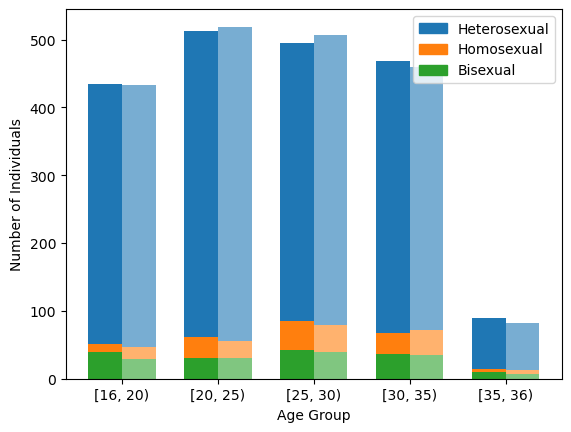 Heterosexual
Homosexual
Bisexual
500
400
300
200
100
0
Number of Individuals
[16, 20)
[20, 25)
[25, 30)
[30, 35)
[35, 36)
Age Group